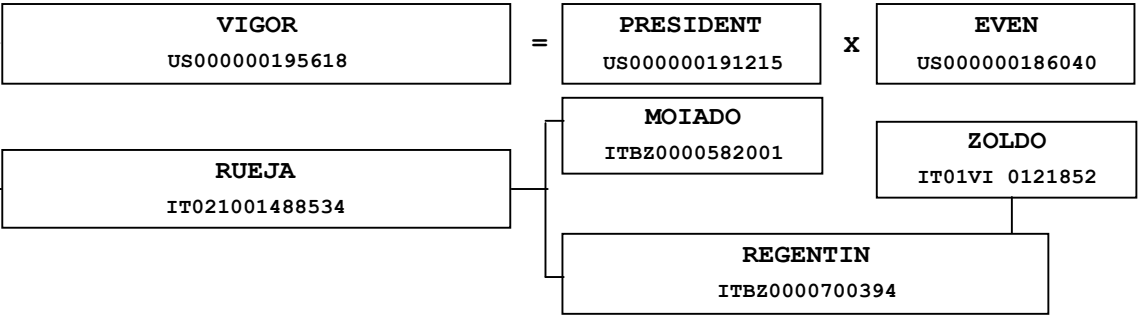 VIGOR
US000000195618
=
PRESIDENT
US000000191215
X
EVEN
US000000186040
MOIADO
ITBZ0000582001
ZOLDO
IT01VI 0121852
RUEJA
IT021001488534
REGENTIN
ITBZ0000700394